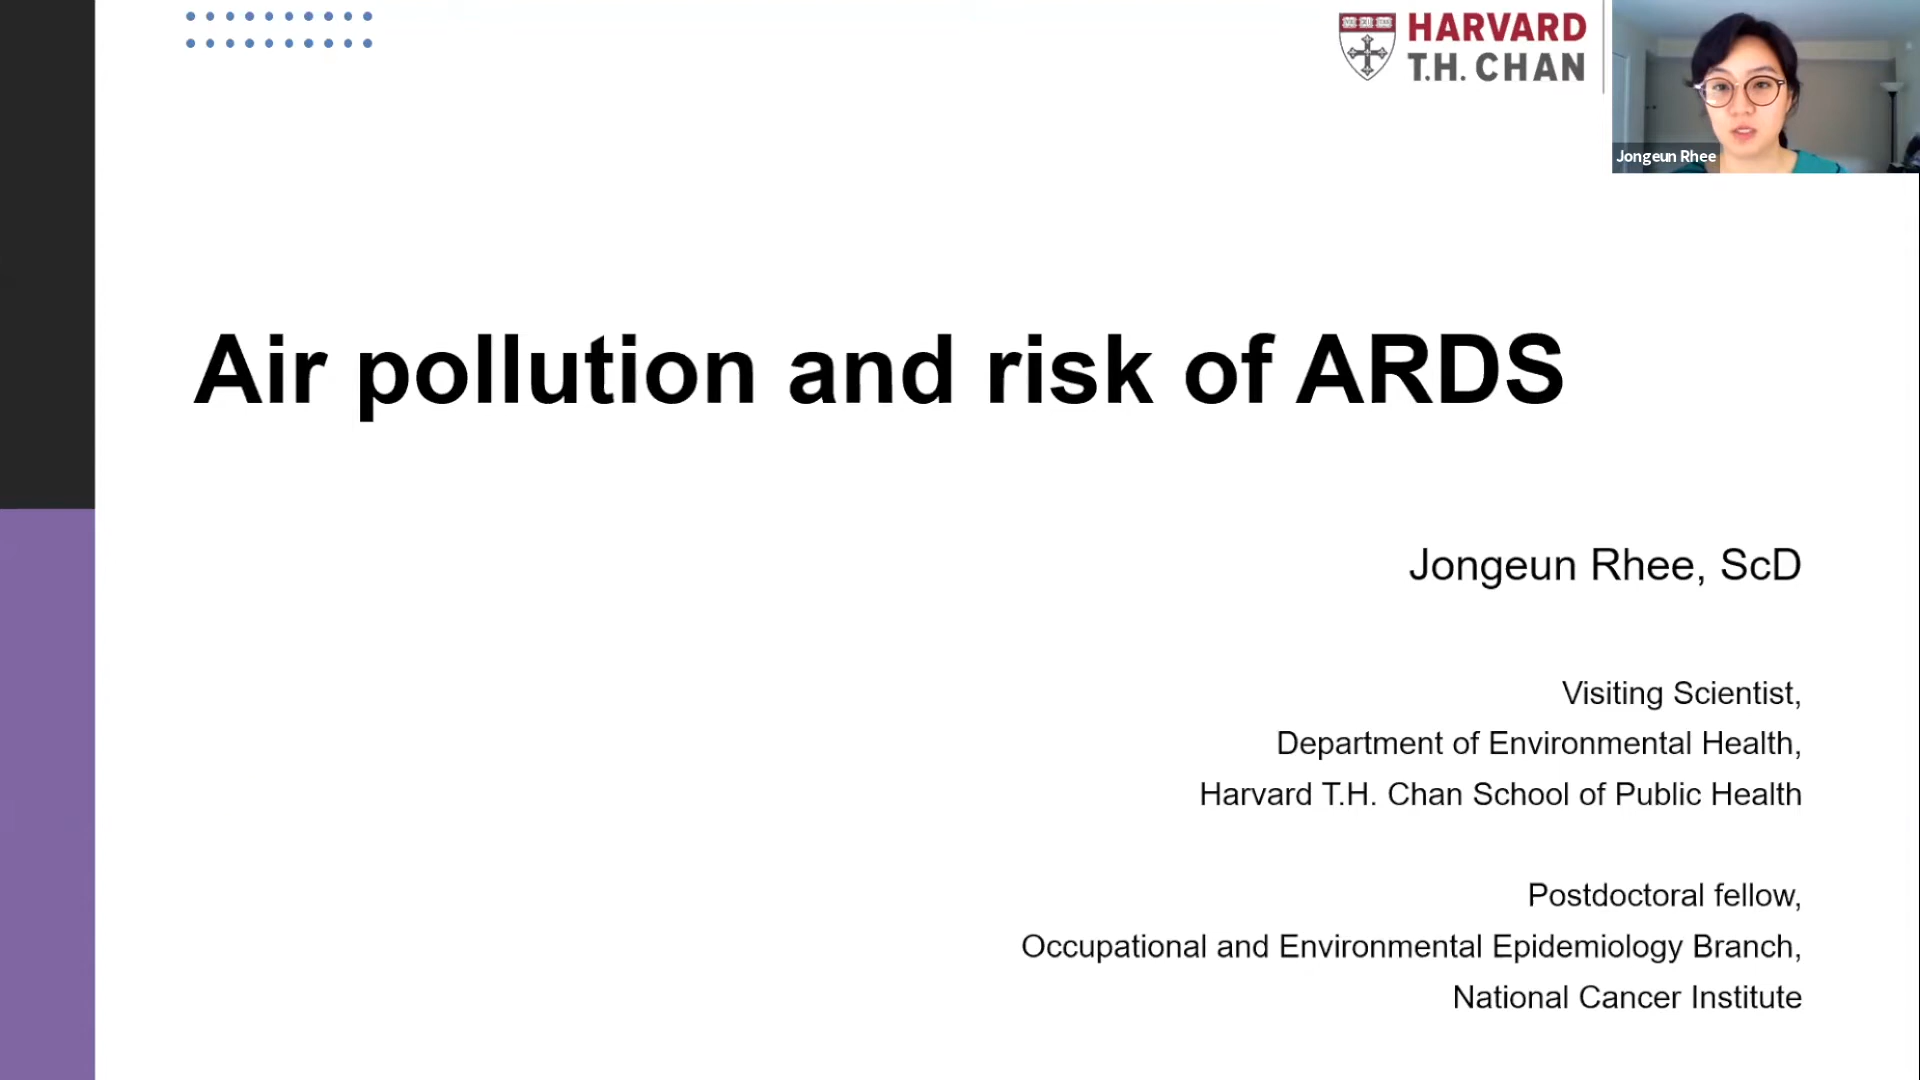 HARVARD
T.H. CHAN
Jongeun Rhee
Air pollution and risk of ARDS
Jongeun Rhee, ScD
Visiting Scientist,
Department of Environmental Health,
Harvard T.H. Chan School of Public Health
Postdoctoral fellow,
Occupational and Environmental Epidemiology Branch,
National Cancer Institute